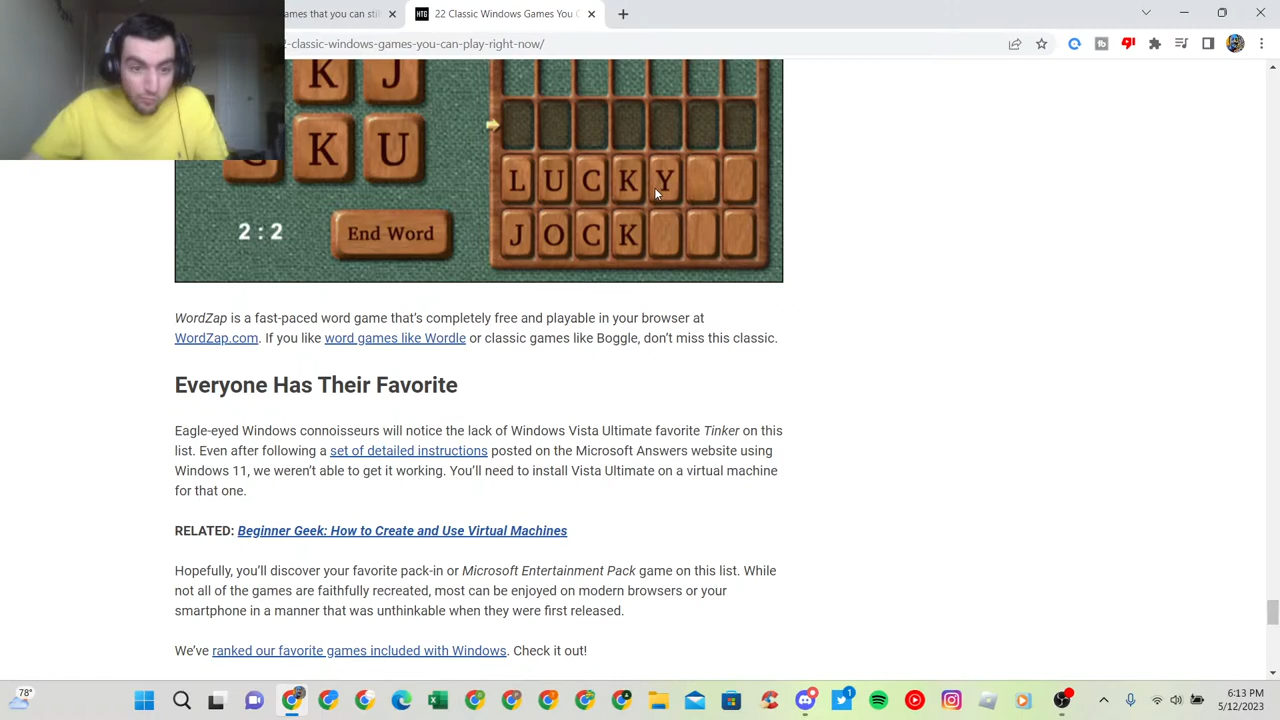 ames that you can sti
HTG 22 Classic Windows Games You C
2-classic-windows-games-you-can-play-right-now/
K J
K U
L U C K Y
J O C K
2 : 2
End Word
WordZap is a fast-paced word game that's completely free and playable in your browser at
WordZap.com. If you like word games like Wordle or classic games like Boggle, don't miss this classic.
Everyone Has Their Favorite
Eagle-eyed Windows connoisseurs will notice the lack of Windows Vista Ultimate favorite Tinker on this
list. Even after following a set of detailed instructions posted on the Microsoft Answers website using
Windows 11, we weren't able to get it working. You'll need to install Vista Ultimate on a virtual machine
for that one.
RELATED: Beginner Geek: How to Create and Use Virtual Machines
Hopefully, you'll discover your favorite pack-in or Microsoft Entertainment Pack game on this list. While
not all of the games are faithfully recreated, most can be enjoyed on modern browsers or your
smartphone in a manner that was unthinkable when they were first released.
We've ranked our favorite games included with Windows. Check it out!
78°
6:13 PM
5/12/2023